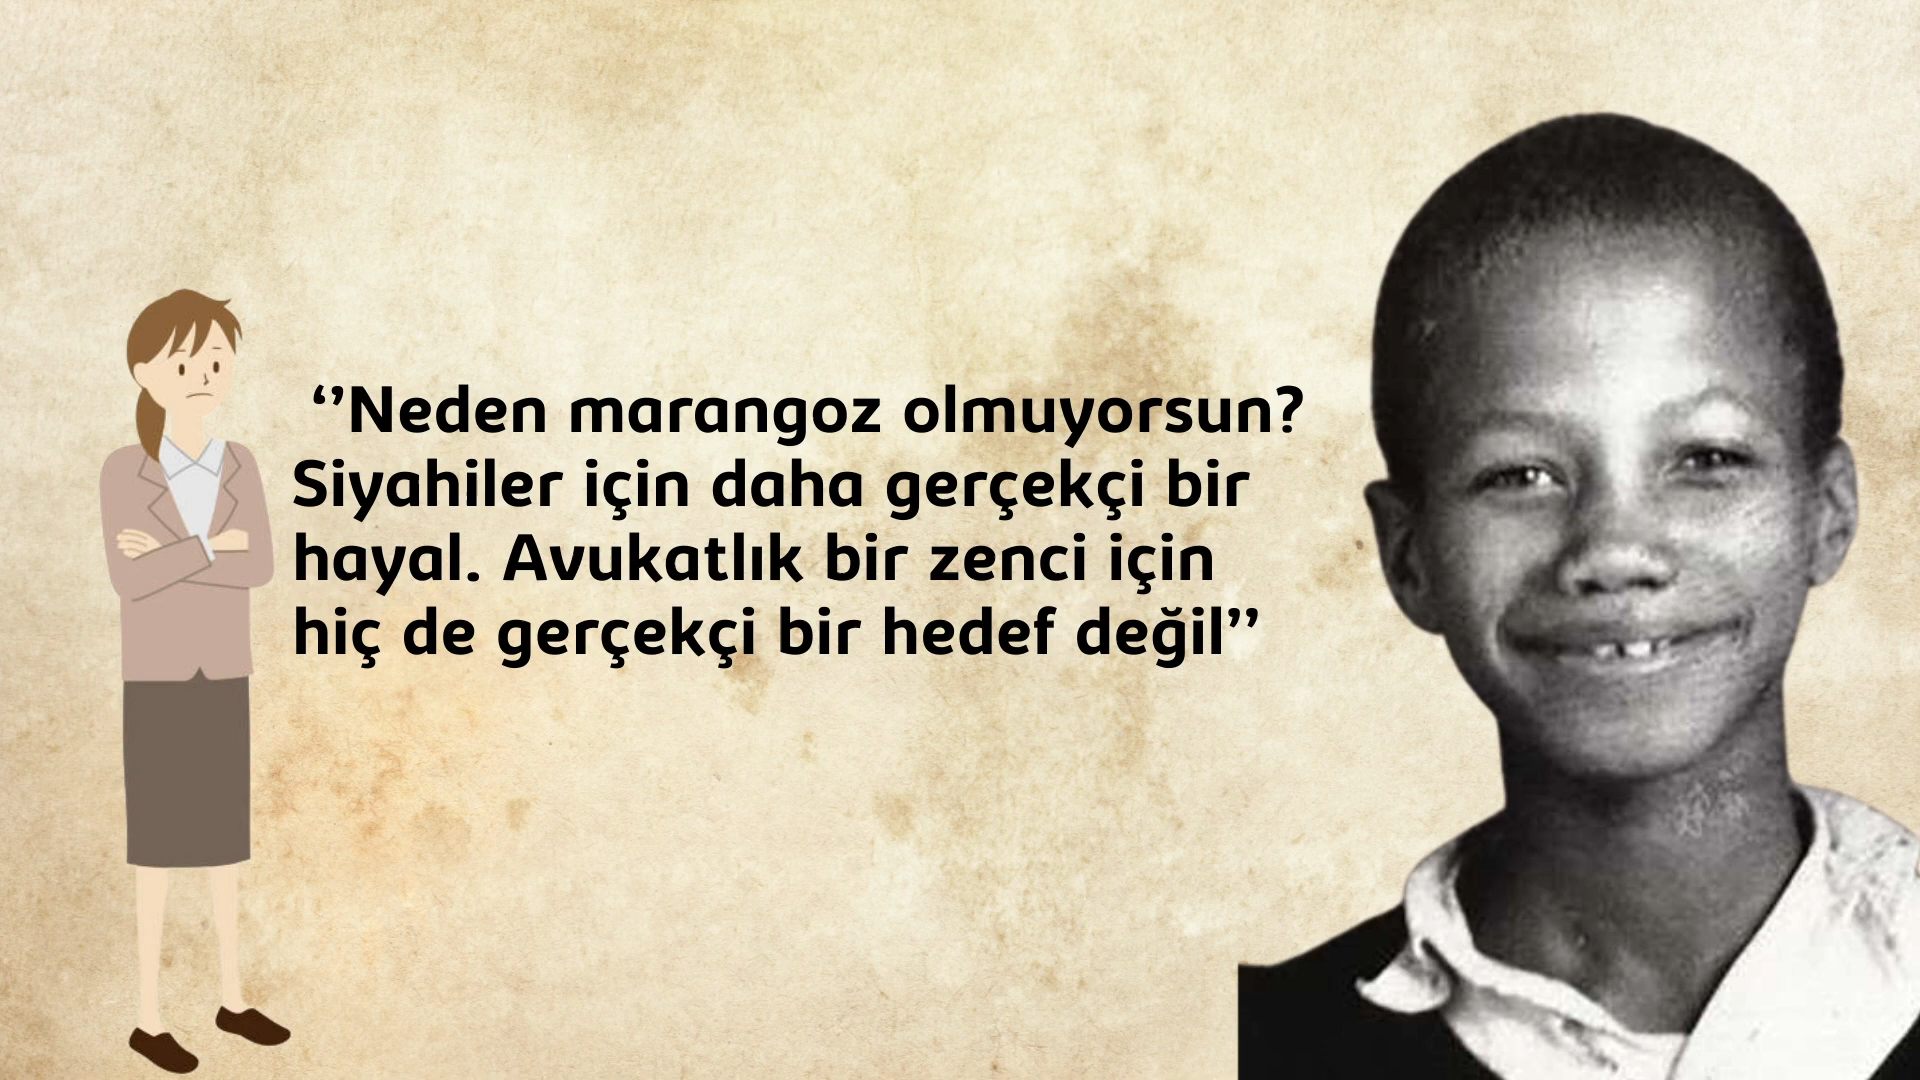 ‘’Neden marangoz olmuyorsun?
Siyahiler için daha gerçekçi bir
hayal. Avukatlık bir zenci için
hiç de gerçekçi bir hedef değil’’